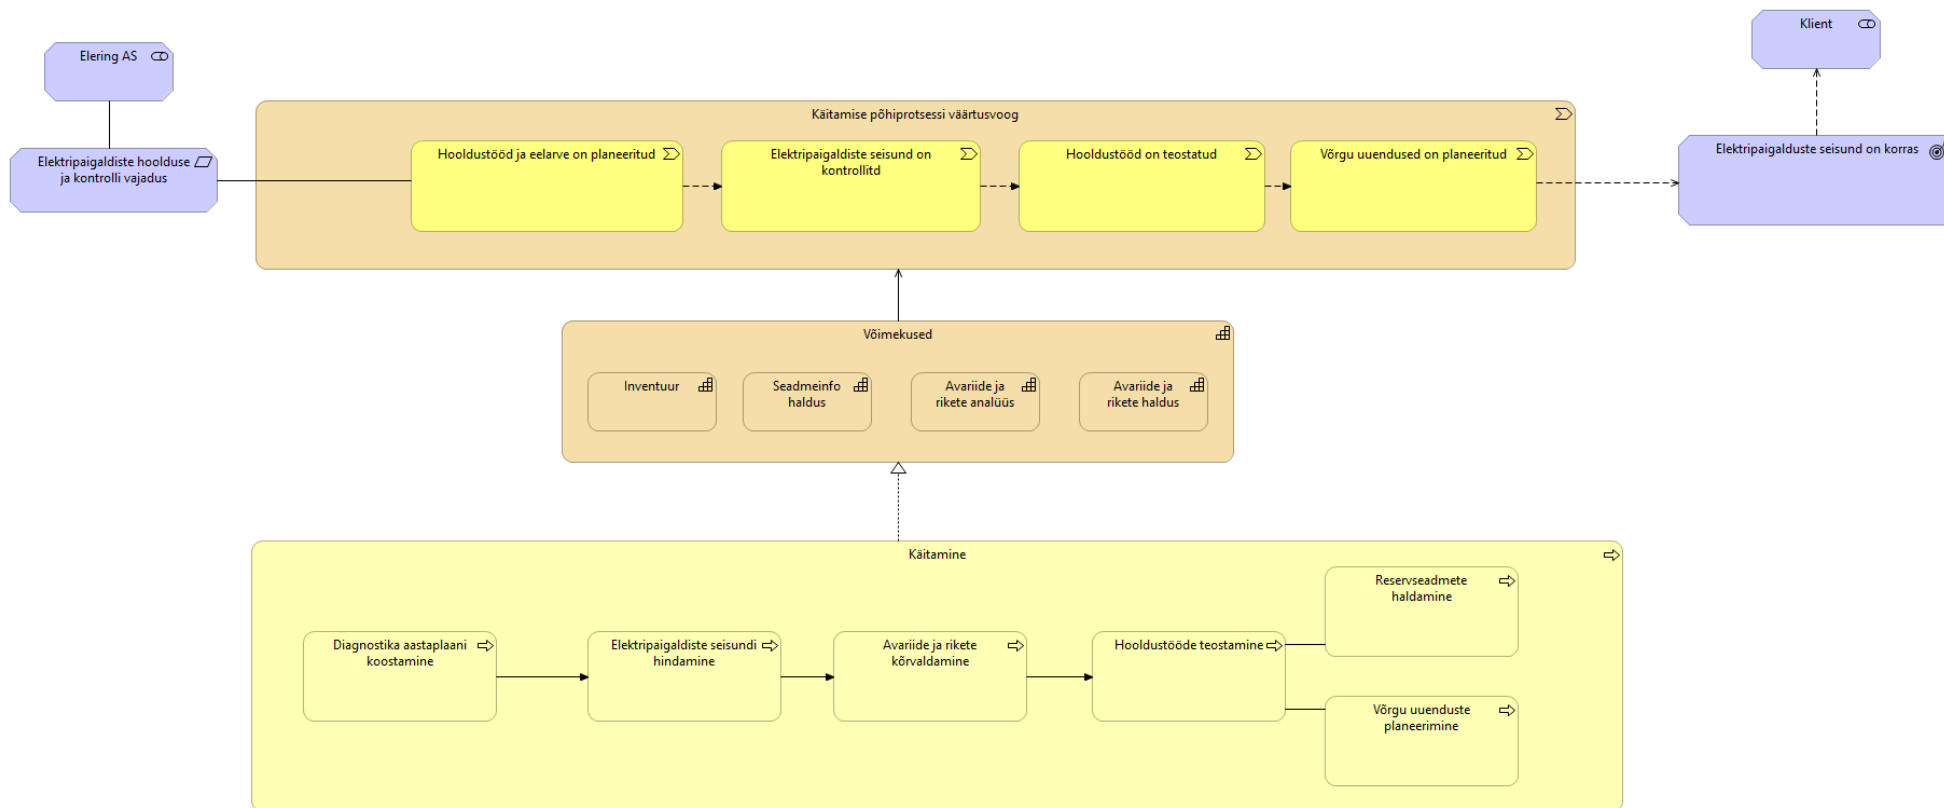 Klient
Elering AS
Käitamise põhiprotsessi väärtusvoog
Elektripaigaldiste hoolduse
ja kontrolli vajadus
Hooldustööd ja eelarve on planeeritud
Elektripaigaldiste seisund on
kontrollitd
Hooldustööd on teostatud
Võrgu uuendused on planeeritud
Elektripaigalduste seisund on korras
Võimekused
Inventuur
Seadmeinfo
haldus
Avariide ja
rikete analüüs
Avariide ja
rikete haldus
Käitamine
Diagnostika aastaplaani
koostamine
Elektripaigaldiste seisundi
hindamine
Avariide ja rikete
kõrvaldamine
Hooldustööde teostamine
Reservseadmete
haldamine
Võrgu uuenduste
planeerimine